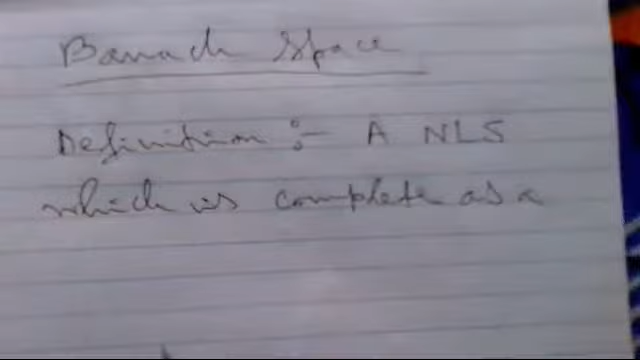 Banach Space
Definition :- A NLS
which is complete as a